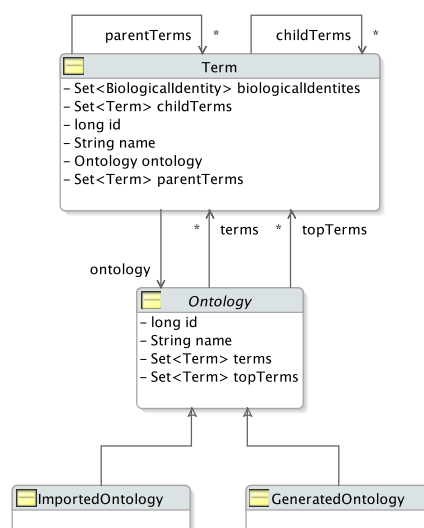 parentTerms *
childTerms *
Term
– Set<BiologicalIdentity> biologicalIdentites
– Set<Term> childTerms
– long id
– String name
– Ontology ontology
– Set<Term> parentTerms
* terms
* topTerms
ontology
Ontology
– long id
– String name
– Set<Term> terms
– Set<Term> topTerms
ImportedOntology
GeneratedOntology